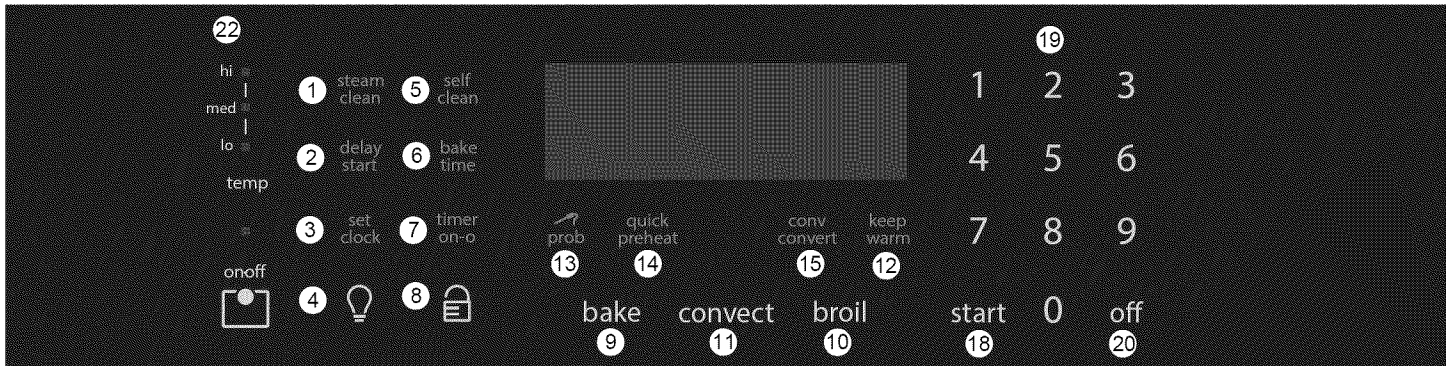 22
hi
med
lo
temp
on·off
1 steam clean
5 self clean
2 delay start
6 bake time
3 set clock
7 timer on-o
4
8
prob
13
quick preheat
14
conv convert
15
keep warm
12
bake
9
convect
11
broil
10
19
1 2 3
4 5 6
7 8 9
start 0 off
18 20